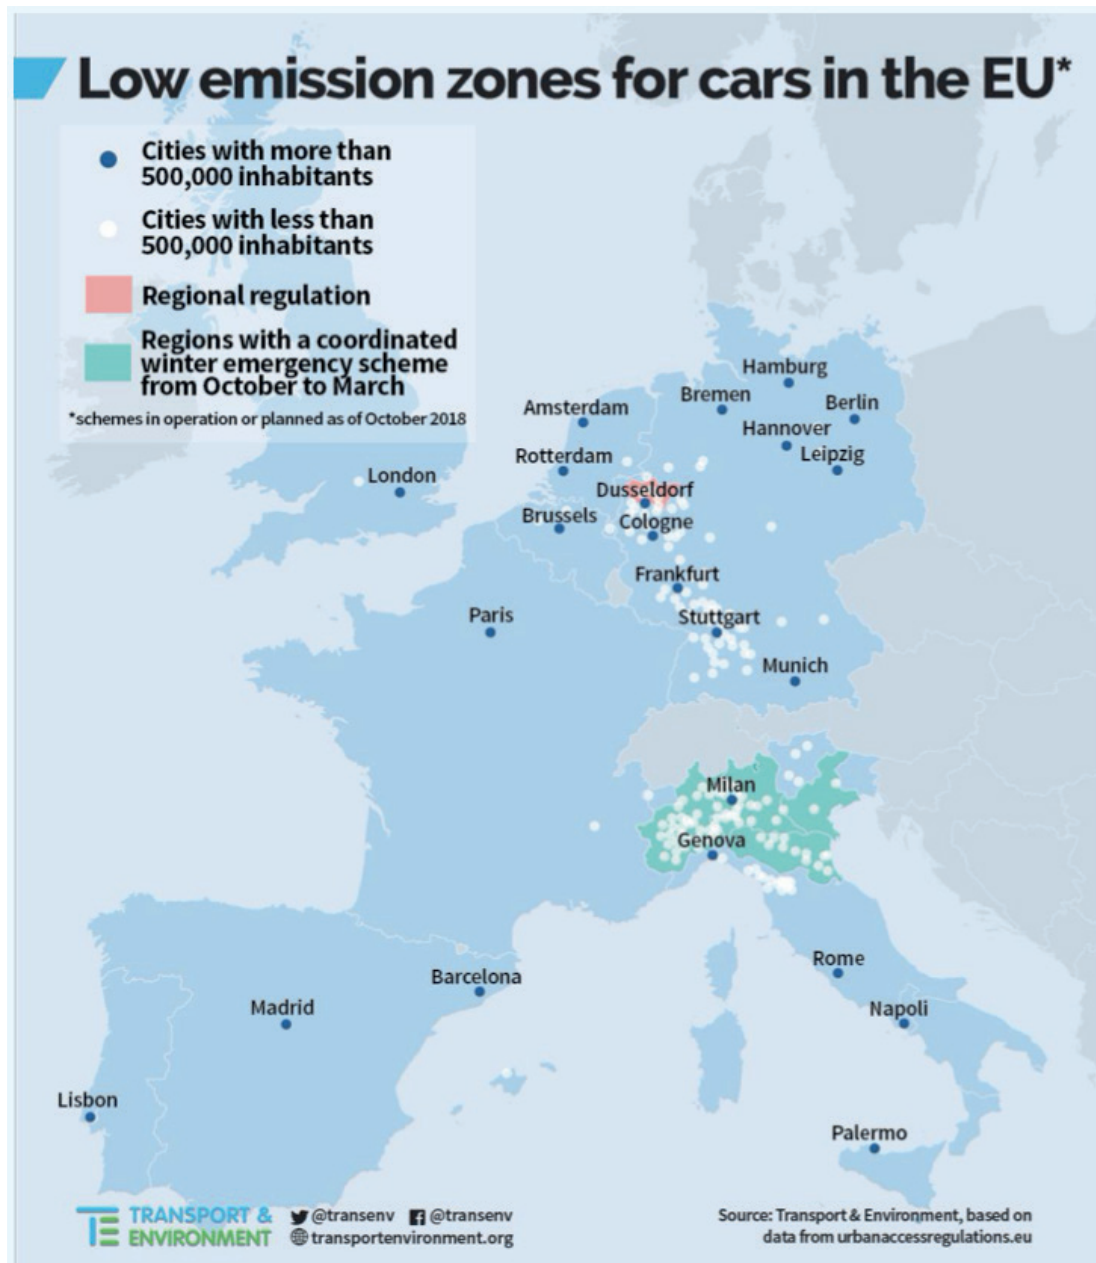 Low emission zones for cars in the EU*
Cities with more than
500,000 inhabitants
Cities with less than
500,000 inhabitants
Regional regulation
Regions with a coordinated
winter emergency scheme
from October to March
*schemes in operation or planned as of October 2018
Hamburg
Bremen
Berlin
Amsterdam
Hannover
Leipzig
Rotterdam
London
Dusseldorf
Brussels
Cologne
Frankfurt
Paris
Stuttgart
Munich
Milan
Genova
Rome
Barcelona
Madrid
Napoli
Lisbon
Palermo
TE TRANSPORT &
ENVIRONMENT
@transenv @transenv
transportenvironment.org
Source: Transport & Environment, based on
data from urbanaccessregulations.eu